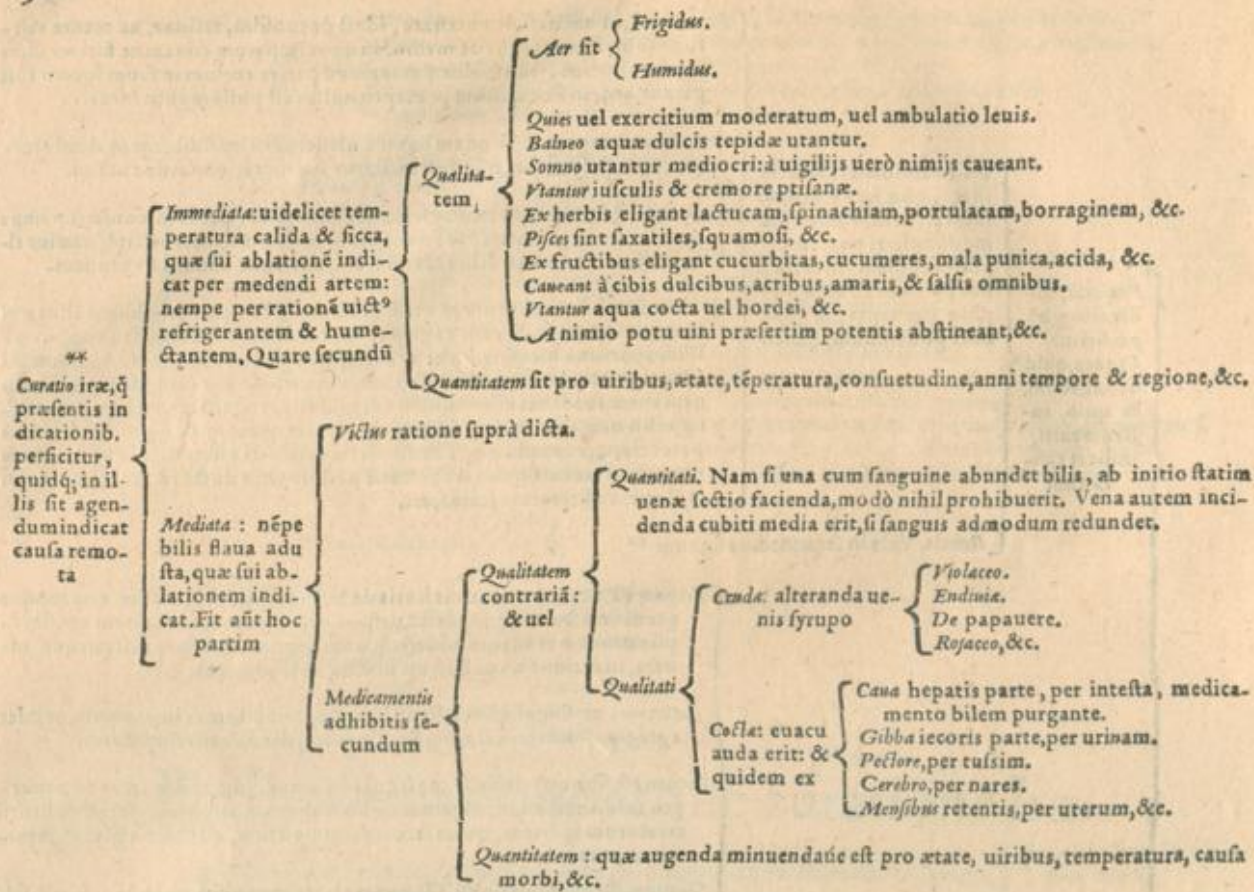 **
Curatio iræ, q̃
præsentis in
dicationib.
perficitur,
quidq; in il-
lis sit agen-
dum indicat
causa remo-
ta
Immediata: uidelicet tem-
peratura calida & sicca,
quæ sui ablationē indi-
cat per medendi artem:
nempe per rationē uictꝰ
refrigerantem & hume-
ctantem. Quare secundū
Qualita-
tem,
Aer sit
Frigidus.
Humidus.
Quies uel exercitium moderatum, uel ambulatio leuis.
Balneo aquæ dulcis tepidæ utantur.
Somno utantur mediocri: à uigilijs uerò nimijs caueant.
Vtantur iusculis & cremore ptisanæ.
Ex herbis eligant lactucam, spinachiam, portulacam, borraginem, &c.
Pisces sint saxatiles, squamosi, &c.
Ex fructibus eligant cucurbitas, cucumeres, mala punica, acida, &c.
Caueant à cibis dulcibus, acribus, amaris, & salsis omnibus.
Vtantur aqua cocta uel hordei, &c.
A nimio potu uini præsertim potentis abstineant, &c.
Quantitatem sit pro uiribus, ætate, tēperatura, consuetudine, anni tempore & regione, &c.
Mediata: nēpe
bilis flaua adu
sta, quæ sui ab-
lationem indi-
cat. Fit aūt hoc
partim
Victus ratione suprà dicta.
Medicamentis
adhibitis se-
cundum
Qualitatem
contrariā:
& uel
Quantitati. Nam si una cum sanguine abundet bilis, ab initio statim
uenæ sectio facienda, modò nihil prohibuerit. Vena autem inci-
denda cubiti media erit, si sanguis admodum redundet.
Qualitati
Cruda: alteranda ue-
nis syrupo
Violaceo.
Endiuiæ.
De papauere.
Rosaceo, &c.
Cocta: euacu
auda erit: &
quidem ex
Caua hepatis parte, per intesta, medica-
mento bilem purgante.
Gibba iecoris parte, per urinam.
Pectore, per tussim.
Cerebro, per nares.
Mensibus retentis, per uterum, &c.
Quantitatem: quæ augenda minuendaúe est pro ætate, uiribus, temperatura, causa
morbi, &c.